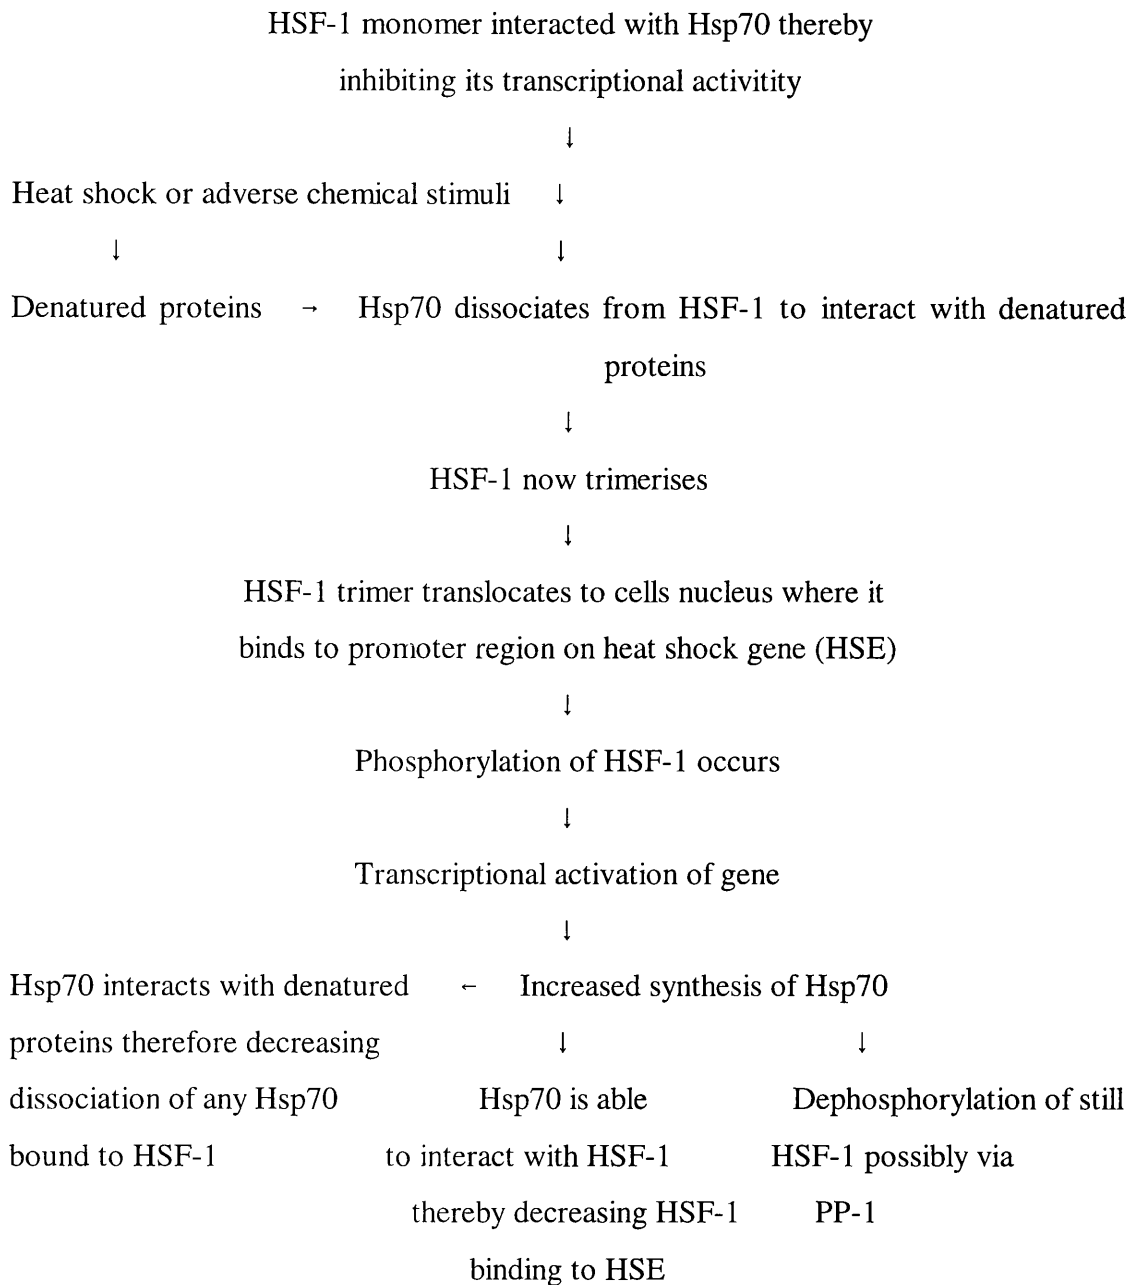 HSF-1 monomer interacted with Hsp70 thereby
inhibiting its transcriptional activitity
↓
Heat shock or adverse chemical stimuli ↓
↓ ↓
Denatured proteins → Hsp70 dissociates from HSF-1 to interact with denatured
proteins
↓
HSF-1 now trimerises
↓
HSF-1 trimer translocates to cells nucleus where it
binds to promoter region on heat shock gene (HSE)
↓
Phosphorylation of HSF-1 occurs
↓
Transcriptional activation of gene
↓
Hsp70 interacts with denatured ← Increased synthesis of Hsp70
proteins therefore decreasing ↓ ↓
dissociation of any Hsp70 Hsp70 is able Dephosphorylation of still
bound to HSF-1 to interact with HSF-1 HSF-1 possibly via
thereby decreasing HSF-1 PP-1
binding to HSE